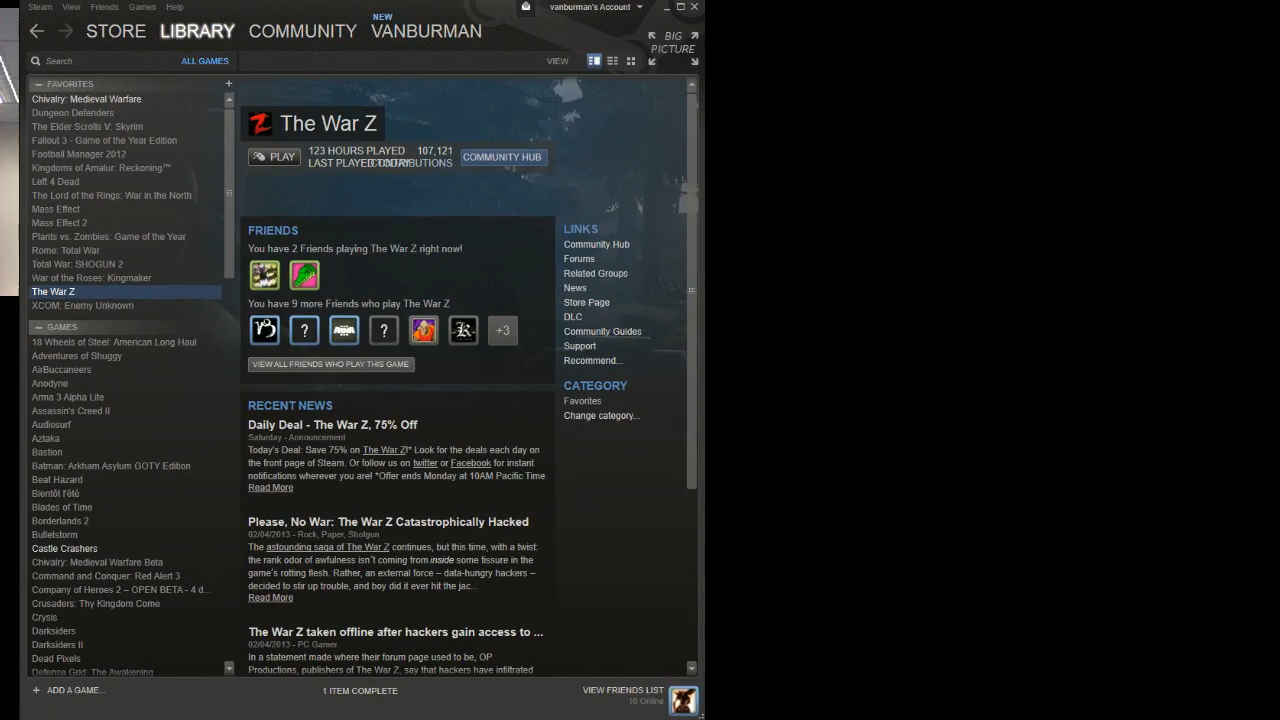 Steam View Friends Games Help
vanburman's Account
STORE LIBRARY COMMUNITY NEW VANBURMAN
BIG PICTURE
Search ALL GAMES
VIEW
FAVORITES
Chivalry: Medieval Warfare
Dungeon Defenders
The Elder Scrolls V: Skyrim
Fallout 3 - Game of the Year Edition
Football Manager 2012
Kingdoms of Amalur: Reckoning™
Left 4 Dead
The Lord of the Rings: War in the North
Mass Effect
Mass Effect 2
Plants vs. Zombies: Game of the Year
Rome: Total War
Total War: SHOGUN 2
War of the Roses: Kingmaker
The War Z
XCOM: Enemy Unknown
GAMES
18 Wheels of Steel: American Long Haul
Adventures of Shuggy
AirBuccaneers
Anodyne
Arma 3 Alpha Lite
Assassin's Creed II
Audiosurf
Aztaka
Bastion
Batman: Arkham Asylum GOTY Edition
Beat Hazard
Bientôt l'été
Blades of Time
Borderlands 2
Bulletstorm
Castle Crashers
Chivalry: Medieval Warfare Beta
Command and Conquer: Red Alert 3
Company of Heroes 2 – OPEN BETA - 4 d...
Crusaders: Thy Kingdom Come
Crysis
Darksiders
Darksiders II
Dead Pixels
Defense Grid: The Awakening
The War Z
PLAY
123 HOURS PLAYED
LAST PLAYED
107,121
CONTRIBUTIONS
COMMUNITY HUB
FRIENDS
You have 2 Friends playing The War Z right now!
You have 9 more Friends who play The War Z
? ? +3
VIEW ALL FRIENDS WHO PLAY THIS GAME
RECENT NEWS
Daily Deal - The War Z, 75% Off
Saturday - Announcement
Today's Deal: Save 75% on The War Z!* Look for the deals each day on
the front page of Steam. Or follow us on twitter or Facebook for instant
notifications wherever you are! *Offer ends Monday at 10AM Pacific Time
Read More
Please, No War: The War Z Catastrophically Hacked
02/04/2013 - Rock, Paper, Shotgun
The astounding saga of The War Z continues, but this time, with a twist:
the rank odor of awfulness isn't coming from inside some fissure in the
game's rotting flesh. Rather, an external force – data-hungry hackers –
decided to stir up trouble, and boy did it ever hit the jac...
Read More
The War Z taken offline after hackers gain access to ...
02/04/2013 - PC Gamer
In a statement made where their forum page used to be, OP
Productions, publishers of The War Z, say that hackers have infiltrated
LINKS
Community Hub
Forums
Related Groups
News
Store Page
DLC
Community Guides
Support
Recommend...
CATEGORY
Favorites
Change category...
ADD A GAME...
1 ITEM COMPLETE
VIEW FRIENDS LIST
10 Online